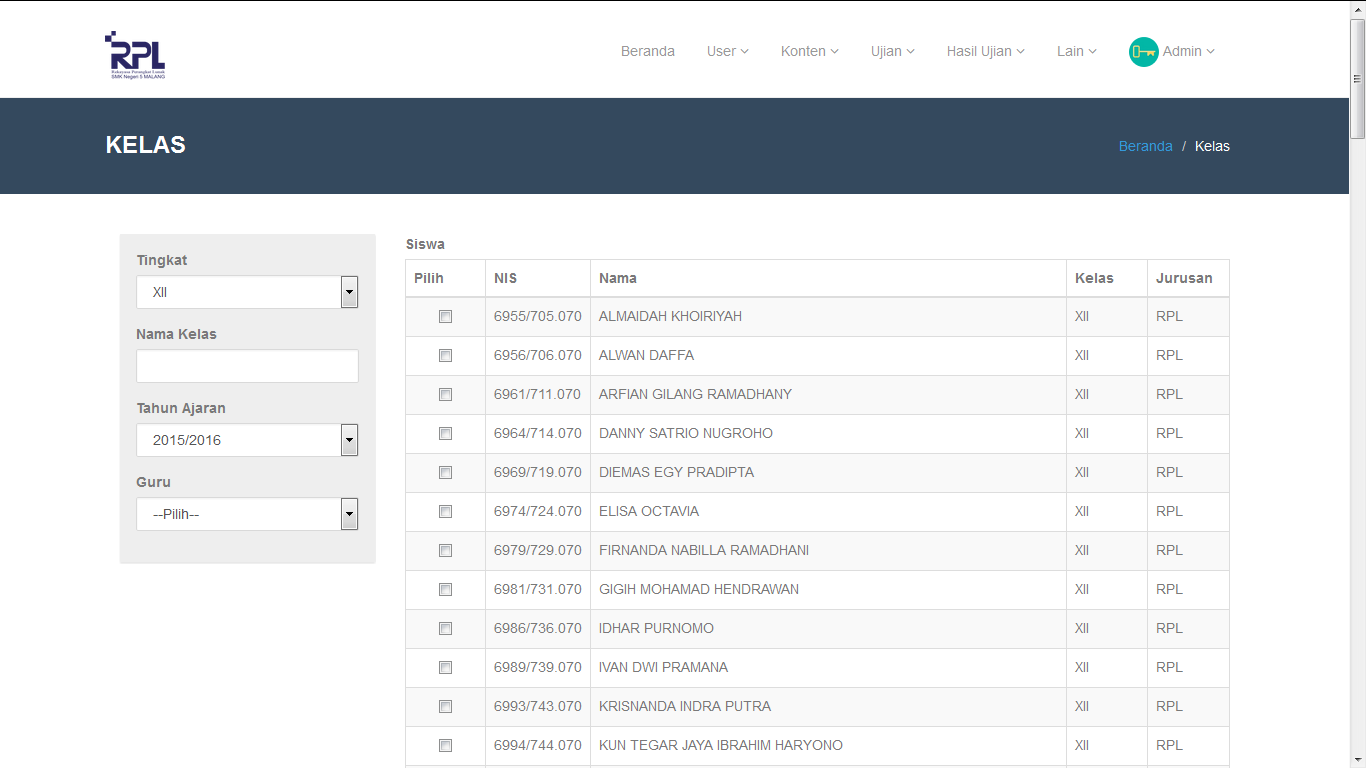 RPL
Rekayasa Perangkat Lunak
SMK Negeri 5 MALANG
Beranda User Konten Ujian Hasil Ujian Lain Admin
KELAS
Beranda / Kelas
Tingkat
XII
Nama Kelas
Tahun Ajaran
2015/2016
Guru
--Pilih--
Siswa
Pilih NIS Nama Kelas Jurusan
6955/705.070 ALMAIDAH KHOIRIYAH XII RPL
6956/706.070 ALWAN DAFFA XII RPL
6961/711.070 ARFIAN GILANG RAMADHANY XII RPL
6964/714.070 DANNY SATRIO NUGROHO XII RPL
6969/719.070 DIEMAS EGY PRADIPTA XII RPL
6974/724.070 ELISA OCTAVIA XII RPL
6979/729.070 FIRNANDA NABILLA RAMADHANI XII RPL
6981/731.070 GIGIH MOHAMAD HENDRAWAN XII RPL
6986/736.070 IDHAR PURNOMO XII RPL
6989/739.070 IVAN DWI PRAMANA XII RPL
6993/743.070 KRISNANDA INDRA PUTRA XII RPL
6994/744.070 KUN TEGAR JAYA IBRAHIM HARYONO XII RPL